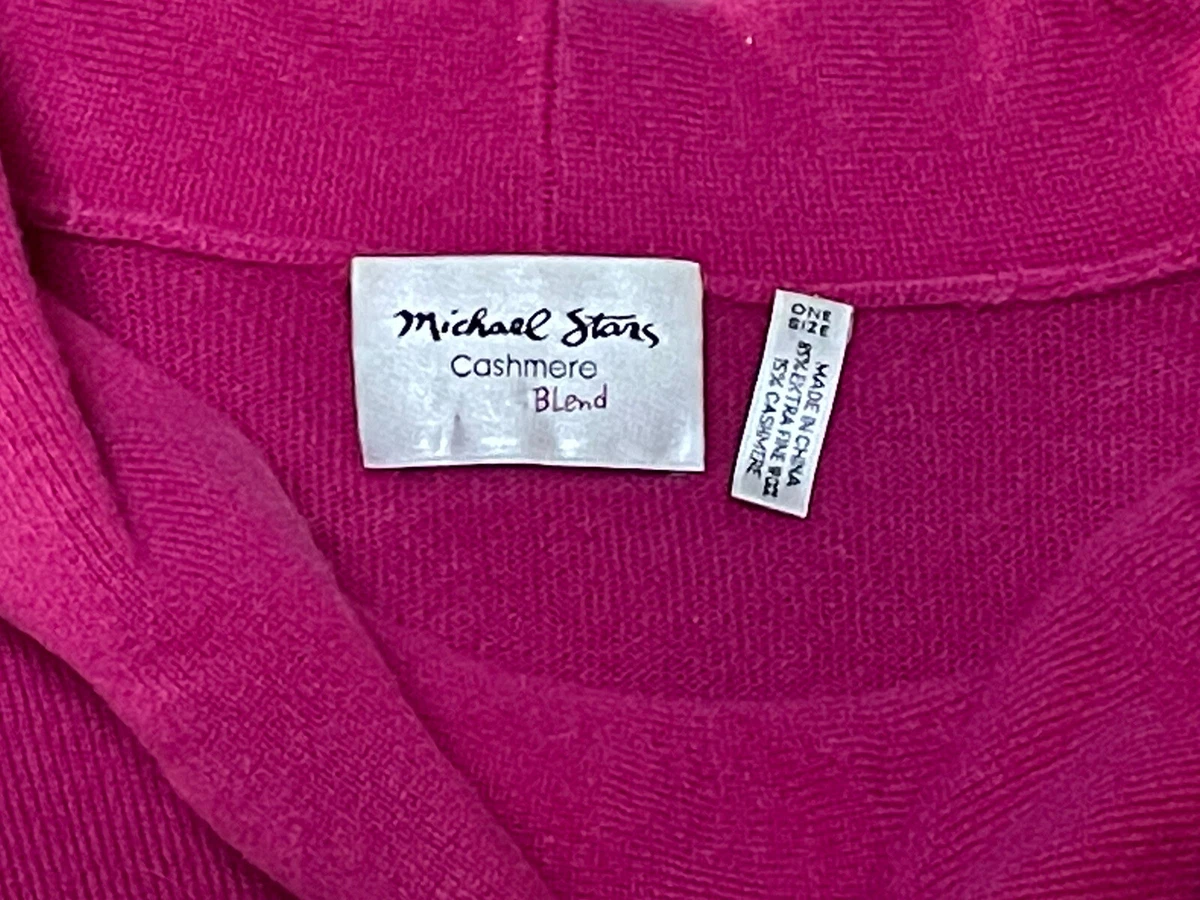 Michael Stars
Cashmere
BLend
ONE
SIZE
MADE IN CHINA
85% EXTRA FINE
15% CASHMERE